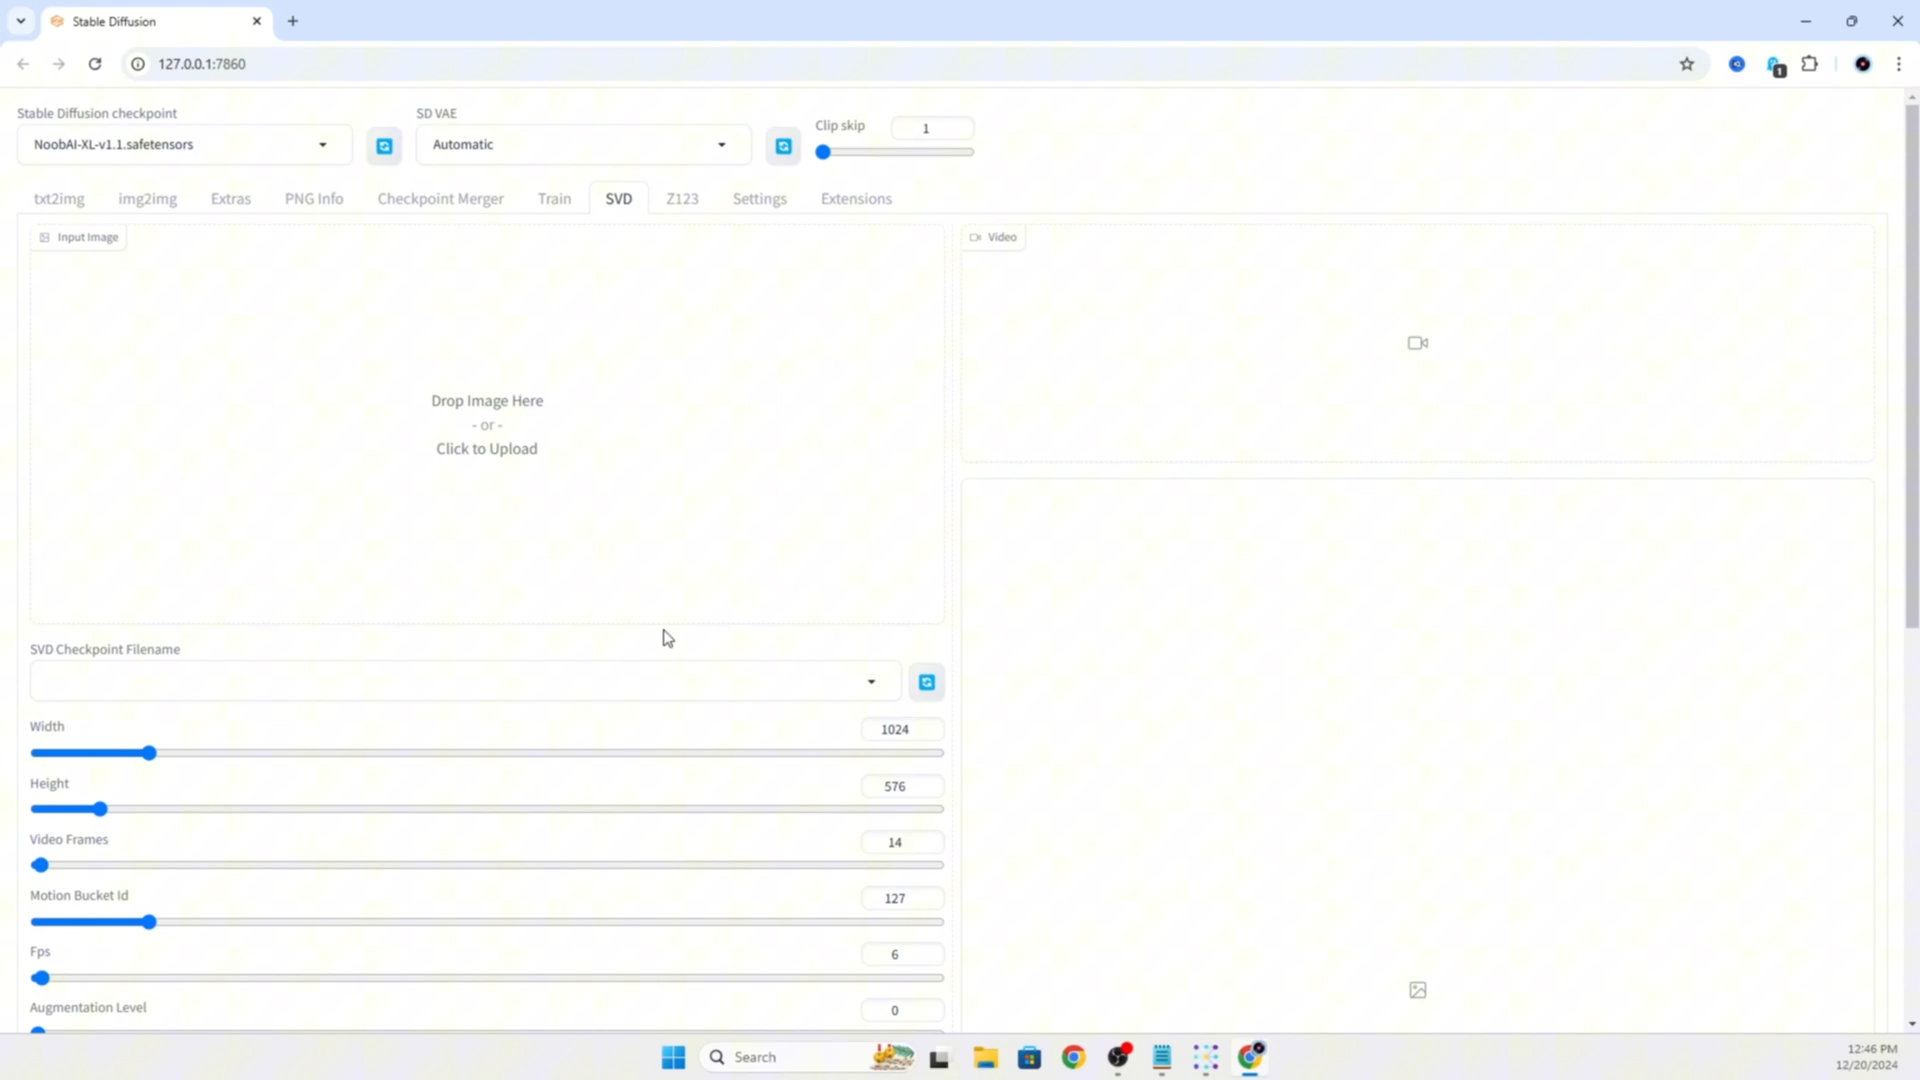 Stable Diffusion
127.0.0.1:7860
1
Stable Diffusion checkpoint
NoobAI-XL-v1.1.safetensors
SD VAE
Automatic
Clip skip
1
txt2img
img2img
Extras
PNG Info
Checkpoint Merger
Train
SVD
Z123
Settings
Extensions
Input Image
Drop Image Here
- or -
Click to Upload
Video
SVD Checkpoint Filename
Width
1024
Height
576
Video Frames
14
Motion Bucket Id
127
Fps
6
Augmentation Level
0
Search
12:46 PM
12/20/2024